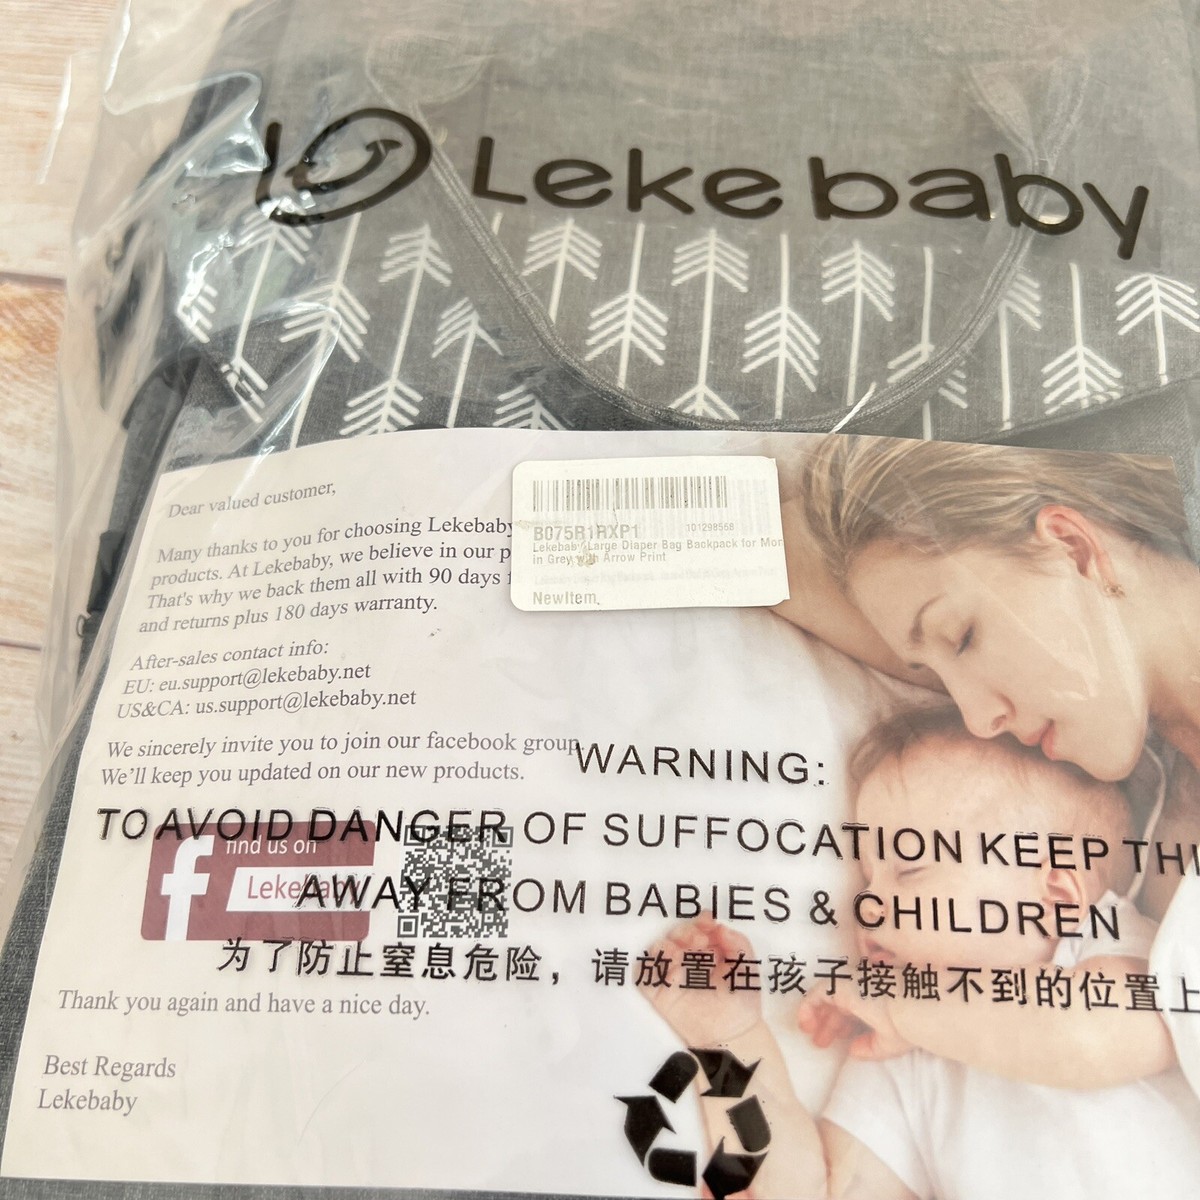 Lekebaby
Dear valued customer,
Many thanks to you for choosing Lekebaby
products. At Lekebaby, we believe in our p
That's why we back them all with 90 days f
and returns plus 180 days warranty.
B075R1RXP1
101298558
Lekebaby Large Diaper Bag Backpack for Mom
in Grey with Arrow Print
NewItem.
After-sales contact info:
EU: eu.support@lekebaby.net
US&CA: us.support@lekebaby.net
We sincerely invite you to join our facebook group.
We'll keep you updated on our new products.
WARNING:
TO AVOID DANGER OF SUFFOCATION KEEP THI
AWAY FROM BABIES & CHILDREN
为了防止窒息危险，请放置在孩子接触不到的位置上
f find us on
Lekebaby
Thank you again and have a nice day.
Best Regards
Lekebaby